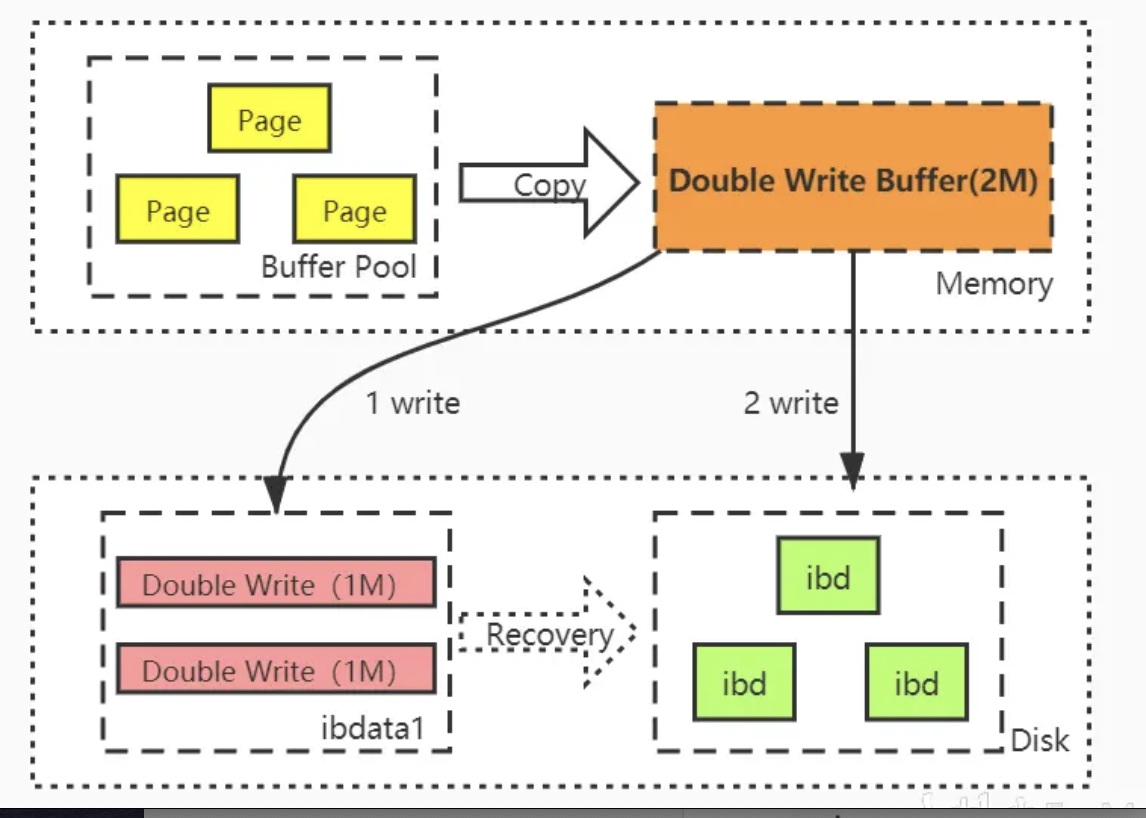 Page
Page
Page
Buffer Pool
Copy
Double Write Buffer(2M)
Memory
1 write
2 write
Double Write（1M）
Double Write（1M）
ibdata1
Recovery
ibd
ibd
ibd
Disk